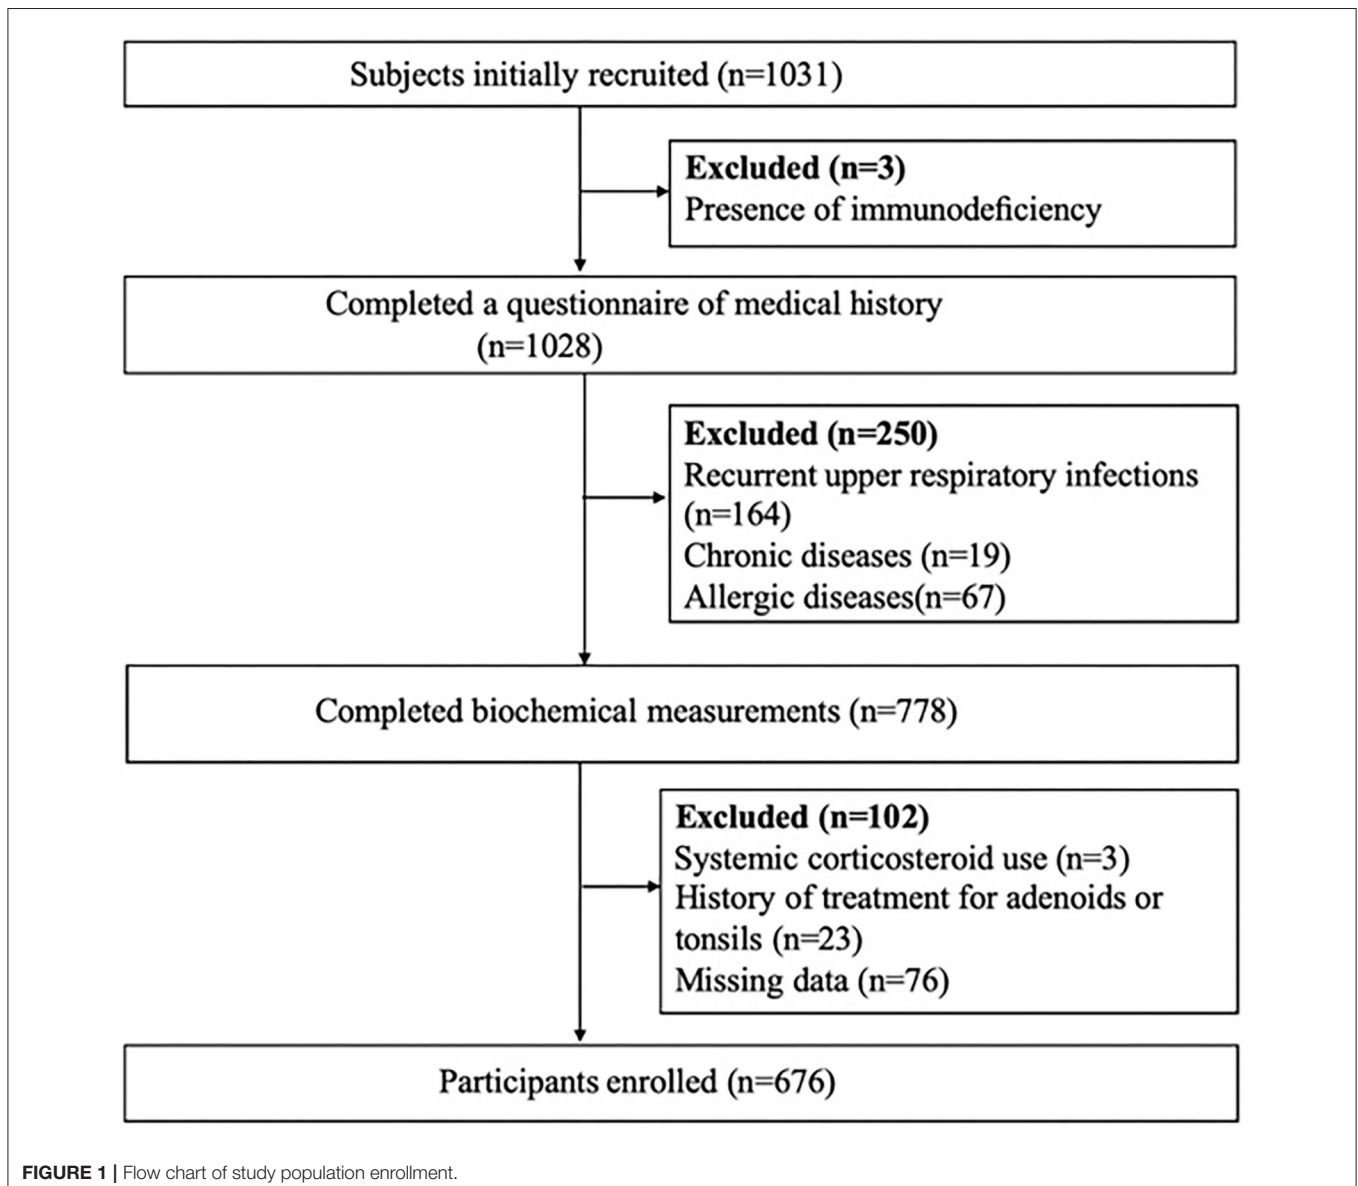 Subjects initially recruited (n=1031)
Excluded (n=3)
Presence of immunodeficiency
Completed a questionnaire of medical history
(n=1028)
Excluded (n=250)
Recurrent upper respiratory infections
(n=164)
Chronic diseases (n=19)
Allergic diseases(n=67)
Completed biochemical measurements (n=778)
Excluded (n=102)
Systemic corticosteroid use (n=3)
History of treatment for adenoids or
tonsils (n=23)
Missing data (n=76)
Participants enrolled (n=676)
FIGURE 1 | Flow chart of study population enrollment.